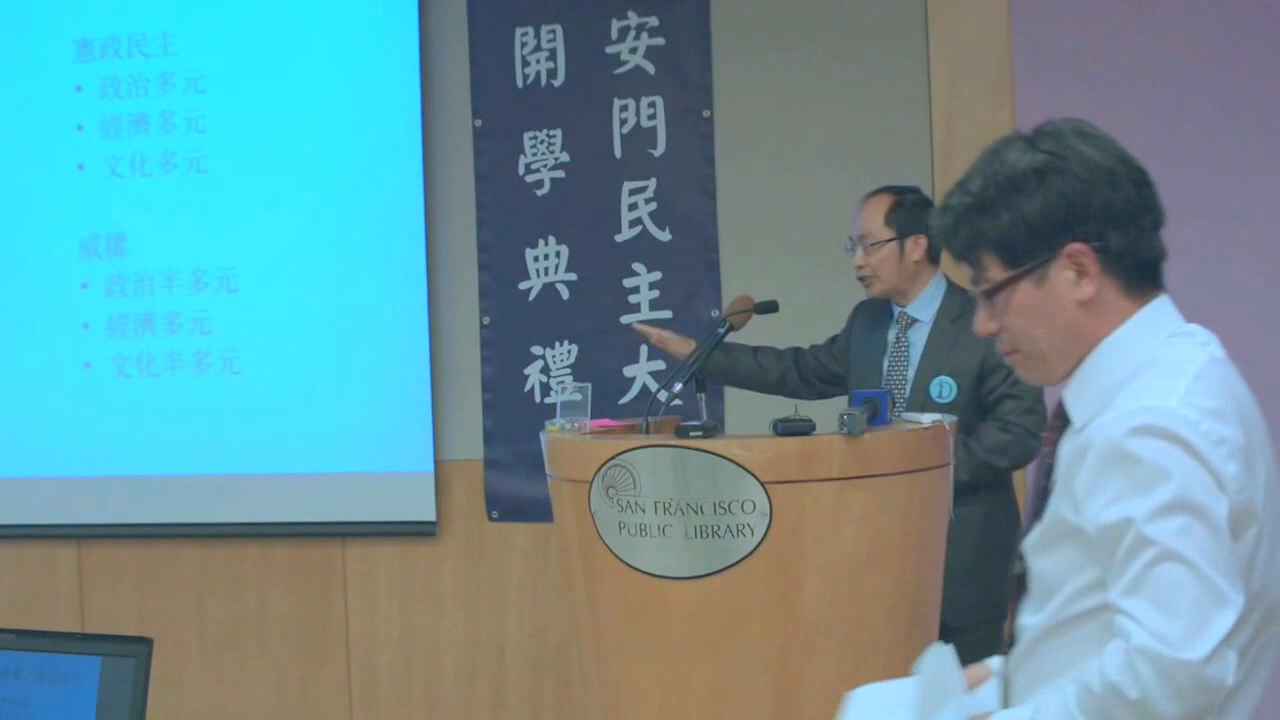 憲政民主
• 政治多元
• 經濟多元
• 文化多元
威權
• 政治半多元
• 經濟多元
• 文化半多元
安門民主大
開學典禮
D
SAN FRANCISCO
PUBLIC LIBRARY